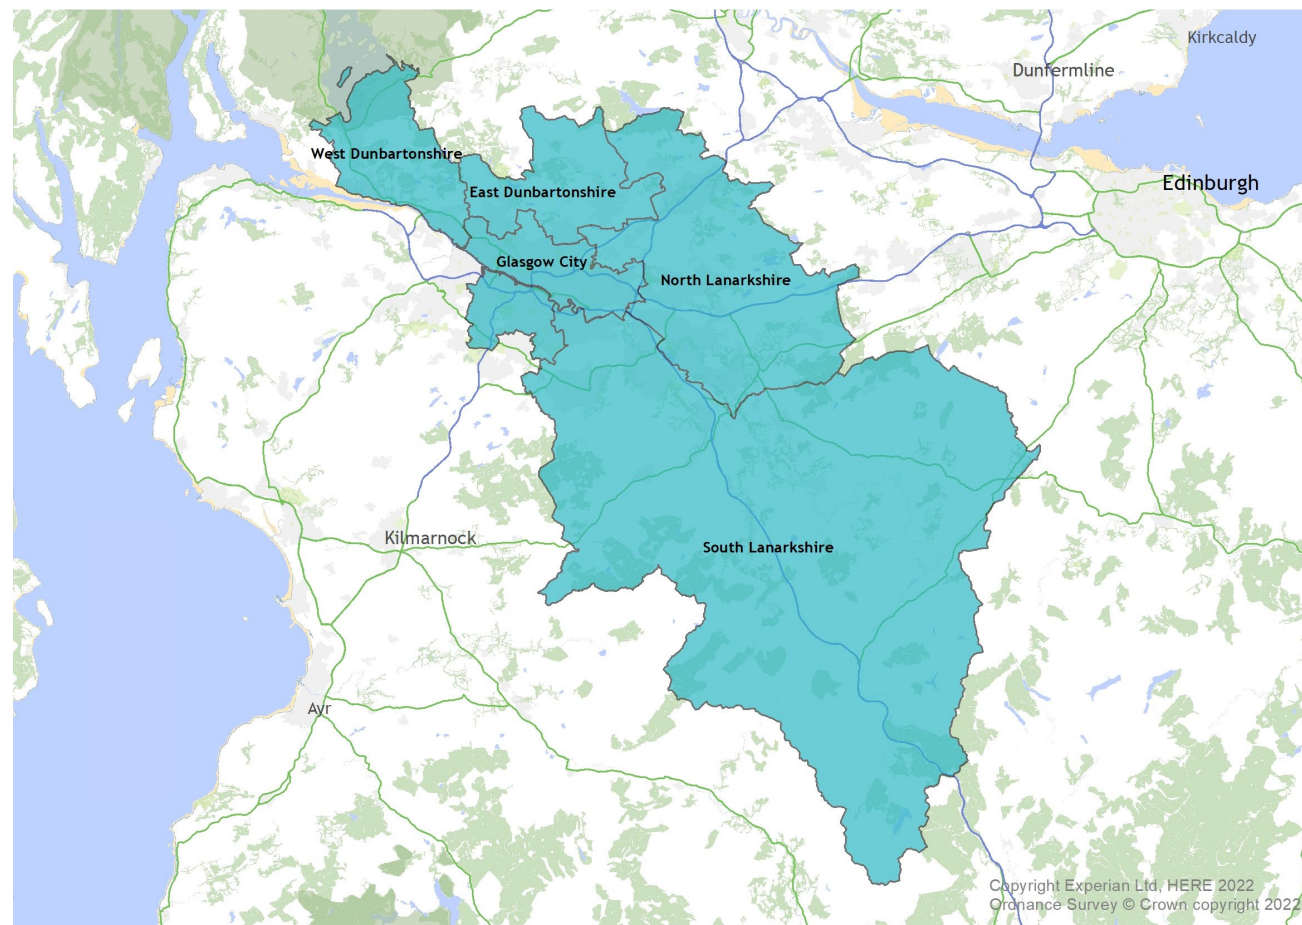 Kirkcaldy
Dunfermline
West Dunbartonshire
Edinburgh
East Dunbartonshire
Glasgow City
North Lanarkshire
Kilmarnock
South Lanarkshire
Ayr
Copyright Experian Ltd, HERE 2022
Ordnance Survey © Crown copyright 2022